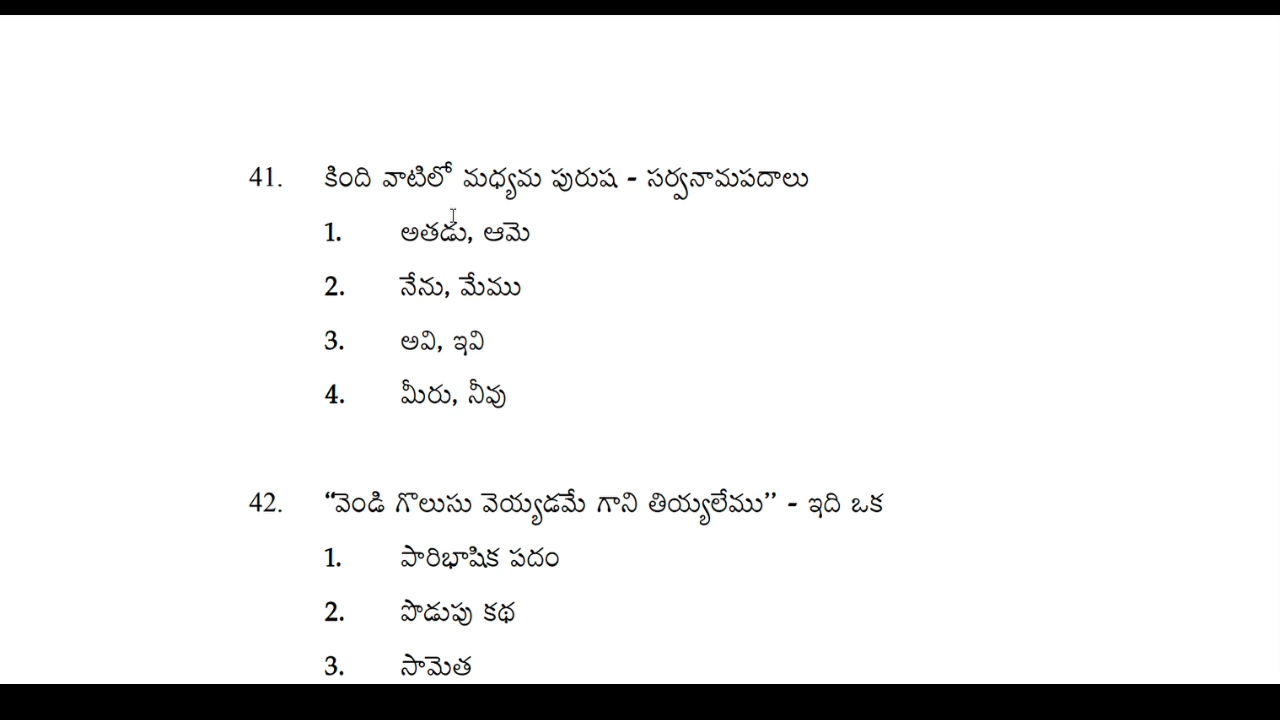 41. కింది వాటిలో మధ్యమ పురుష - సర్వనామపదాలు
1. అతడు, ఆమె
2. నేను, మేము
3. అవి, ఇవి
4. మీరు, నీవు
42. “వెండి గొలుసు వెయ్యడమే గాని తియ్యలేము” - ఇది ఒక
1. పారిభాషిక పదం
2. పొడుపు కథ
3. సామెత